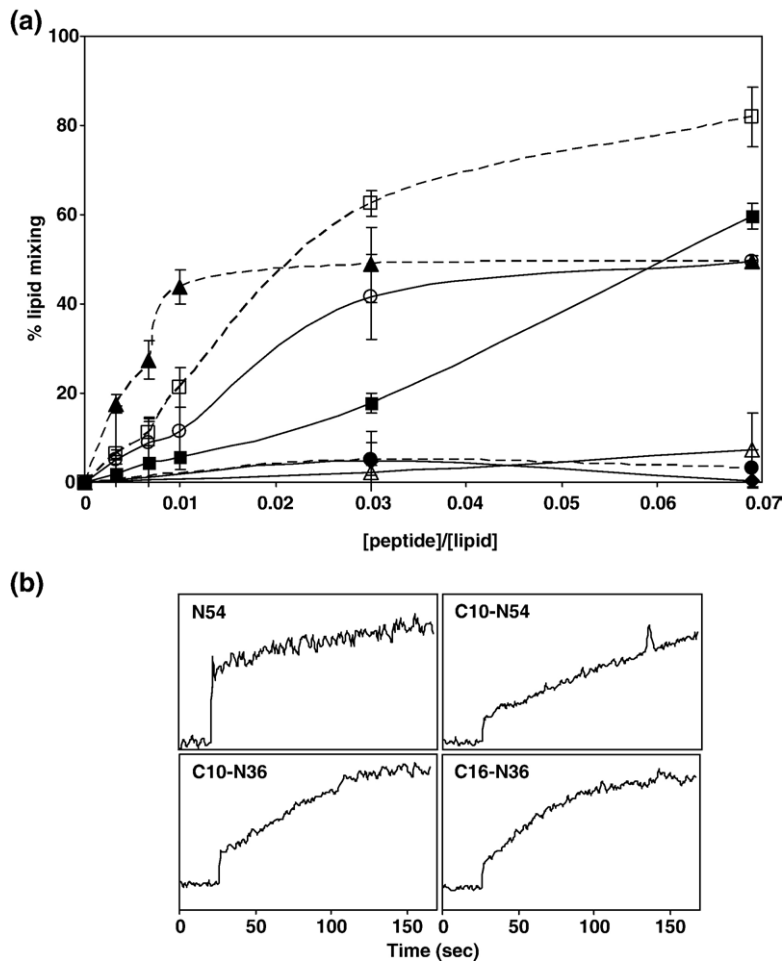 (a)
100
80
60
40
20
0
% lipid mixing
0 0.01 0.02 0.03 0.04 0.05 0.06 0.07
[peptide]/[lipid]
(b)
N54
C10-N54
C10-N36
C16-N36
0 50 100 150 0 50 100 150
Time (sec)